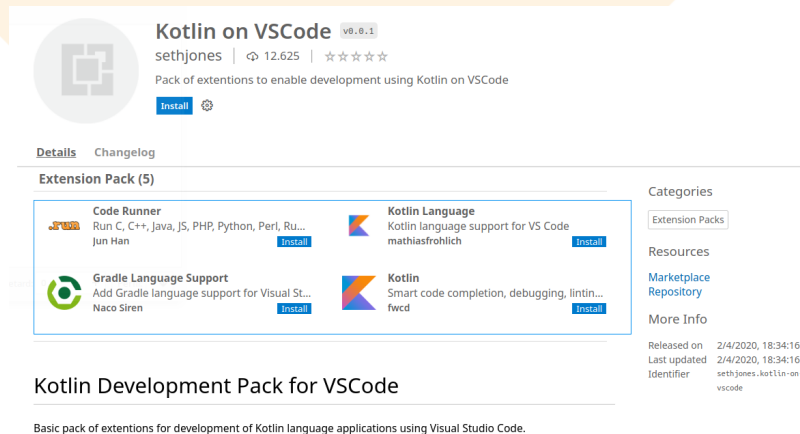 Kotlin on VSCode v0.0.1
sethjones 12.625
Pack of extentions to enable development using Kotlin on VSCode
Install
Details Changelog
Extension Pack (5)
Code Runner
Run C, C++, Java, JS, PHP, Python, Perl, Ru...
Jun Han Install
.run
Kotlin Language
Kotlin language support for VS Code
mathiasfrohlich Install
Gradle Language Support
Add Gradle language support for Visual St...
Naco Siren Install
Kotlin
Smart code completion, debugging, lintin...
fwcd Install
Categories
Extension Packs
Resources
Marketplace
Repository
More Info
Released on 2/4/2020, 18:34:16
Last updated 2/4/2020, 18:34:16
Identifier sethjones.kotlin-on
vscode
Kotlin Development Pack for VSCode
Basic pack of extentions for development of Kotlin language applications using Visual Studio Code.